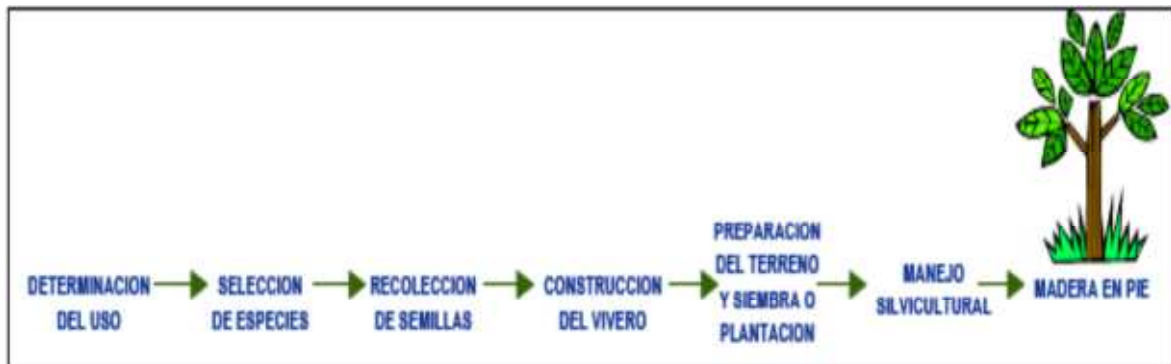 DETERMINACION
DEL USO
SELECCION
DE ESPECIES
RECOLECCION
DE SEMILLAS
CONSTRUCCION
DEL VIVERO
PREPARACION
DEL TERRENO
Y SIEMBRA O
PLANTACION
MANEJO
SILVICULTURAL
MADERA EN PIE